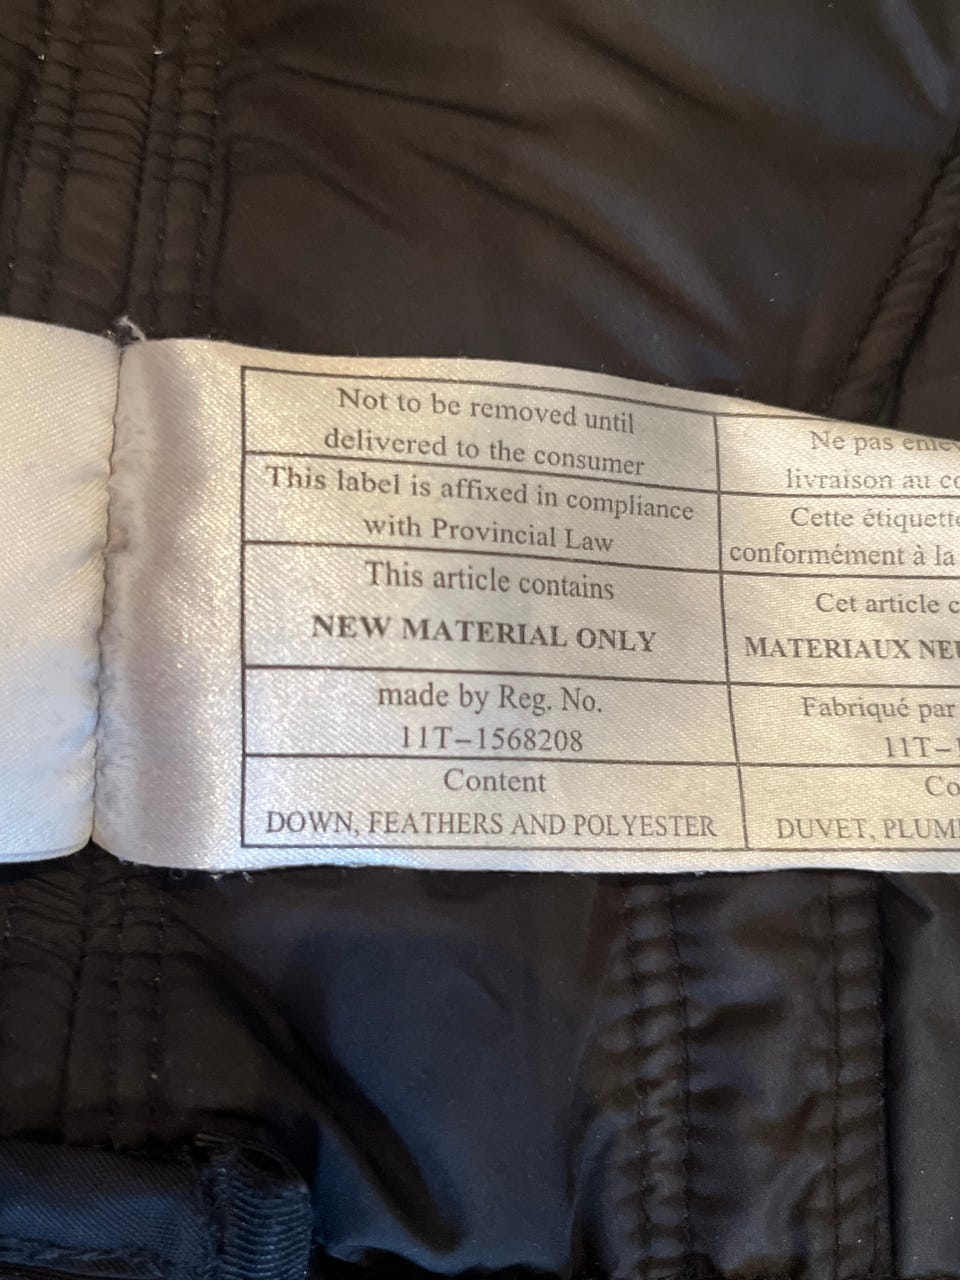 Not to be removed until
delivered to the consumer
This label is affixed in compliance
with Provincial Law
This article contains
NEW MATERIAL ONLY
made by Reg. No.
11T-1568208
Content
DOWN, FEATHERS AND POLYESTER
Ne pas
livraison au
Cette
conformément à la
Cet article
MATERIAUX
Fabriqué par
11T-
DUVET,